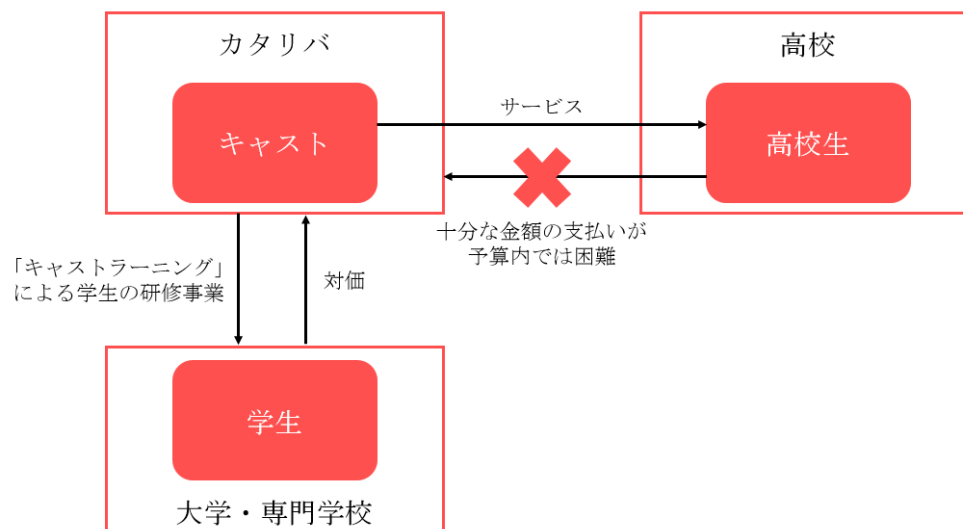 カタリバ
高校
キャスト
サービス
高校生
十分な金額の支払いが
予算内では困難
「キャストラーニング」
による学生の研修事業
対価
学生
大学・専門学校